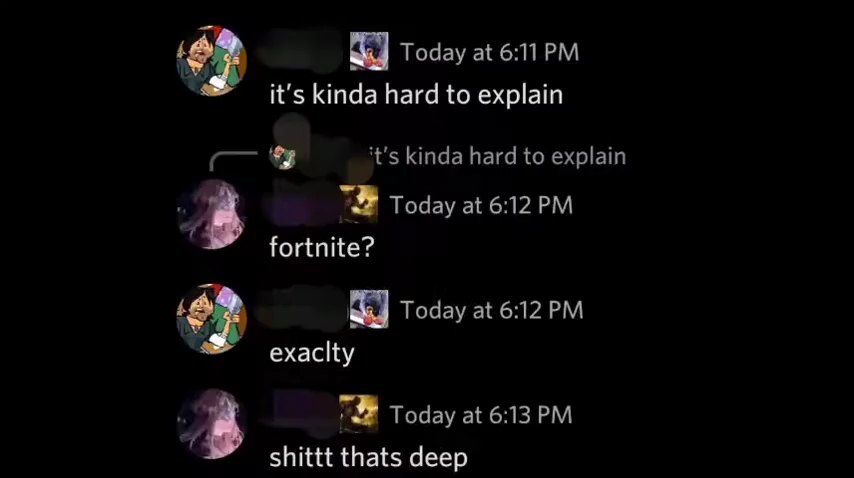 Today at 6:11 PM
it's kinda hard to explain
it's kinda hard to explain
Today at 6:12 PM
fortnite?
Today at 6:12 PM
exaclty
Today at 6:13 PM
shittt thats deep